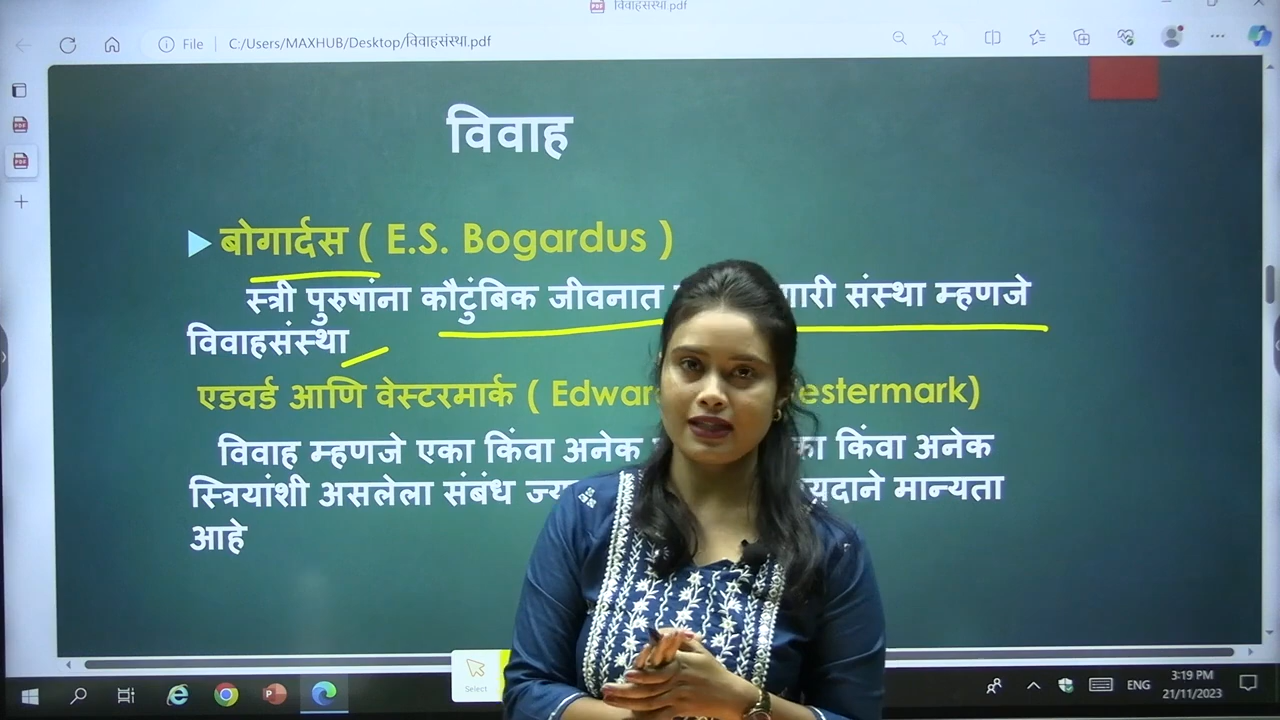 विवाहसंस्था.pdf
File C:/Users/MAXHUB/Desktop/विवाहसंस्था.pdf
विवाह
बोगार्दस ( E.S. Bogardus )
स्त्री पुरुषांना कौटुंबिक जीवनात संस्था म्हणजे
विवाहसंस्था
एडवर्ड आणि वेस्टरमार्क ( Edwar estermark)
विवाह म्हणजे एका किंवा अनेक किंवा अनेक
स्त्रियांशी असलेला संबंध मान्यता
आहे
Select
ENG
3:19 PM
21/11/2023